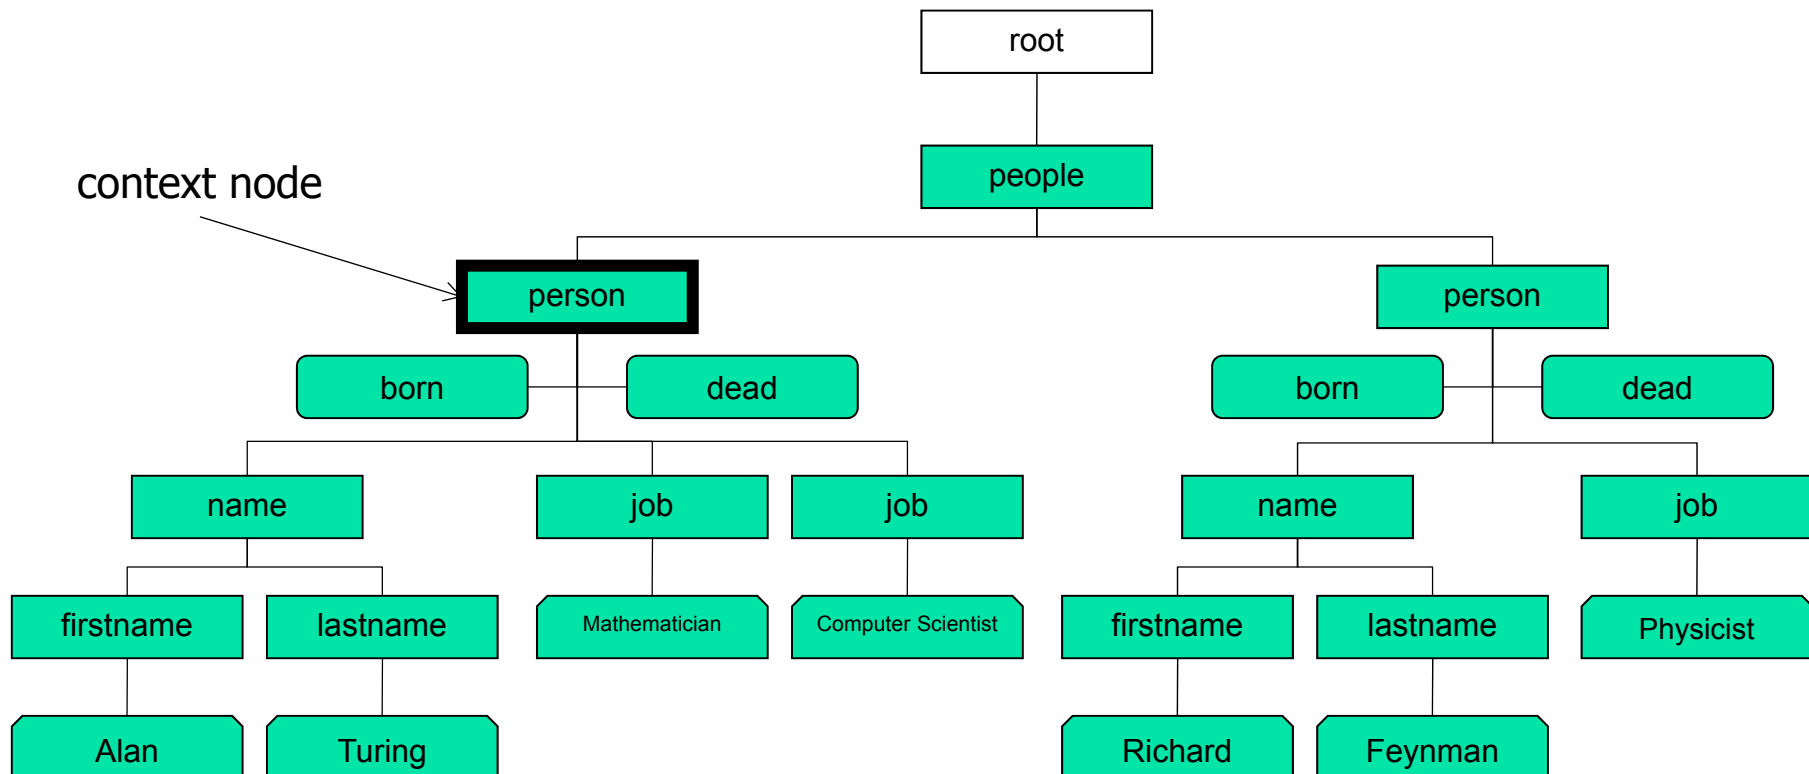 root
people
context node
person
person
born
dead
born
dead
name
job
job
name
job
firstname
lastname
Mathematician
Computer Scientist
firstname
lastname
Physicist
Alan
Turing
Richard
Feynman